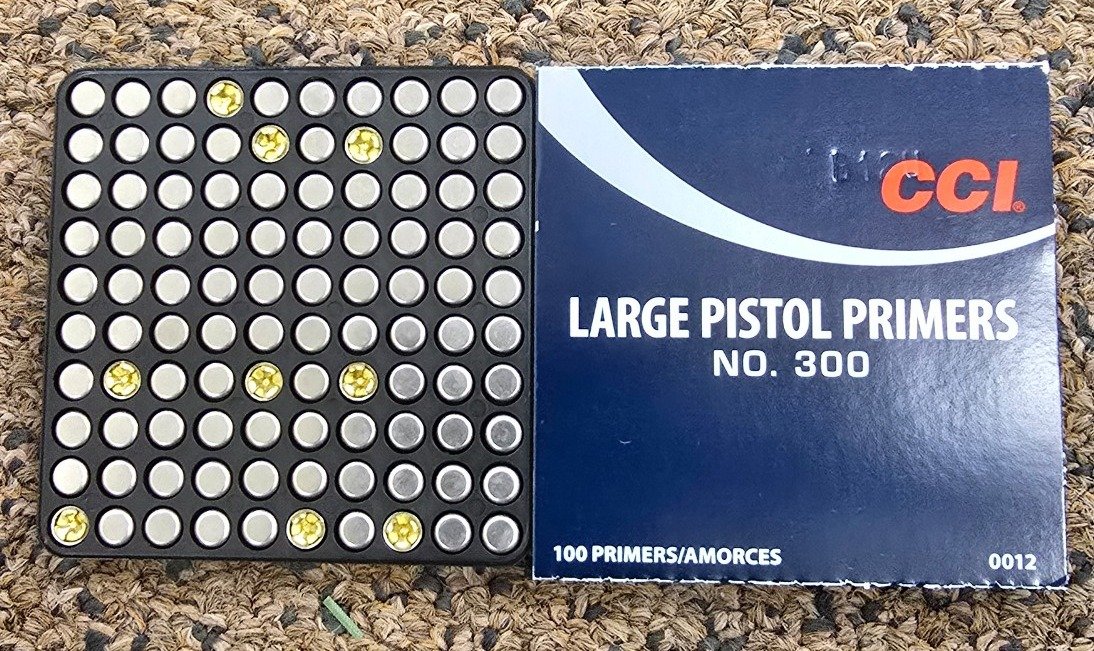 CCI®
LARGE PISTOL PRIMERS
NO. 300
100 PRIMERS/AMORCES
0012